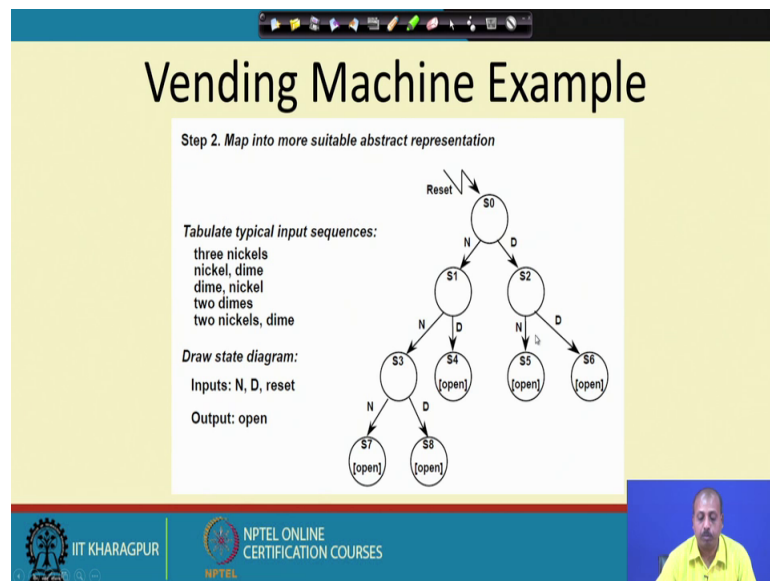 Vending Machine Example
Step 2. Map into more suitable abstract representation
Reset
S0
Tabulate typical input sequences:
three nickels
nickel, dime
dime, nickel
two dimes
two nickels, dime
N
D
S1
S2
N
D
N
D
Draw state diagram:
Inputs: N, D, reset
Output: open
S3
S4
[open]
S5
[open]
S6
[open]
N
D
S7
[open]
S8
[open]
IIT KHARAGPUR
NPTEL ONLINE
CERTIFICATION COURSES
NPTEL